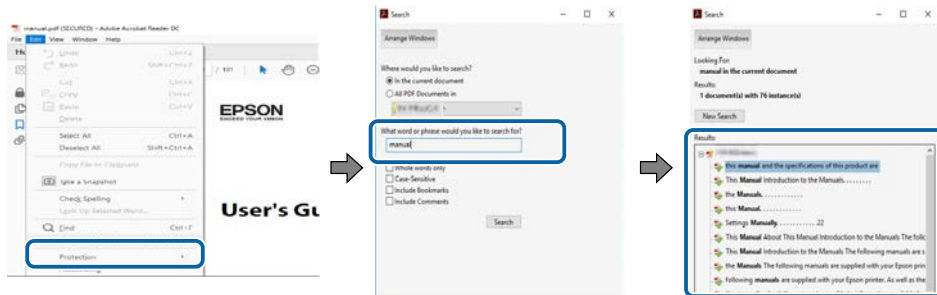 manual.pdf (SECURED) - Adobe Acrobat Reader DC
File Edit View Window Help
Undo Ctrl+Z
Redo Shift+Ctrl+Z
Cut Ctrl+X
Copy Ctrl+C
Paste Ctrl+V
Delete
Select All Ctrl+A
Deselect All Shift+Ctrl+A
Copy File to Clipboard
Take a Snapshot
Check Spelling
Look Up Selected Word...
Find Ctrl+F
Protection
EPSON
EXCEED YOUR VISION
User's Gu
Search
Arrange Windows
Where would you like to search?
In the current document
All PDF Documents in
What word or phrase would you like to search for?
manual
Whole words only
Case-Sensitive
Include Bookmarks
Include Comments
Search
Search
Arrange Windows
Looking For:
manual in the current document
Results:
1 document(s) with 76 instance(s)
New Search
Results:
this manual and the specifications of this product are
This Manual Introduction to the Manuals. . . . . . . . .
the Manuals. . . . . . . . . . . . .
this Manual. . . . . . . . . . . .
Settings Manually. . . . . . . . . . . 22
This Manual About This Manual Introduction to the Manuals The follo
This Manual Introduction to the Manuals The following manuals are s
the Manuals The following manuals are supplied with your Epson prin
following manuals are supplied with your Epson printer. As well as the